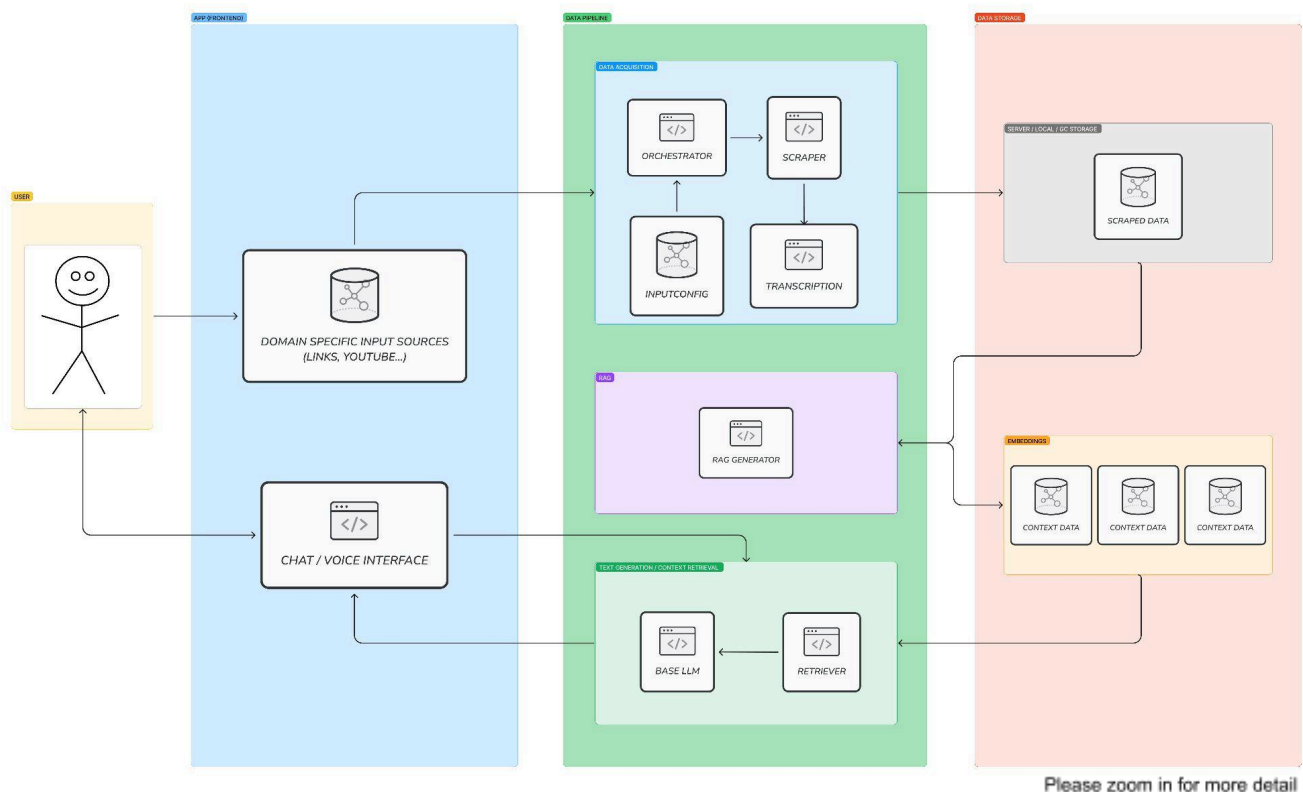 APP (FRONTEND)
DATA PIPELINE
DATA STORAGE
DATA ACQUISITION
ORCHESTRATOR
SCRAPER
INPUTCONFIG
TRANSCRIPTION
SERVER / LOCAL / GC STORAGE
SCRAPED DATA
USER
DOMAIN SPECIFIC INPUT SOURCES
(LINKS, YOUTUBE...)
RAG
RAG GENERATOR
EMBEDDINGS
CONTEXT DATA
CONTEXT DATA
CONTEXT DATA
CHAT / VOICE INTERFACE
TEXT GENERATION / CONTEXT RETRIEVAL
BASE LLM
RETRIEVER
Please zoom in for more detail